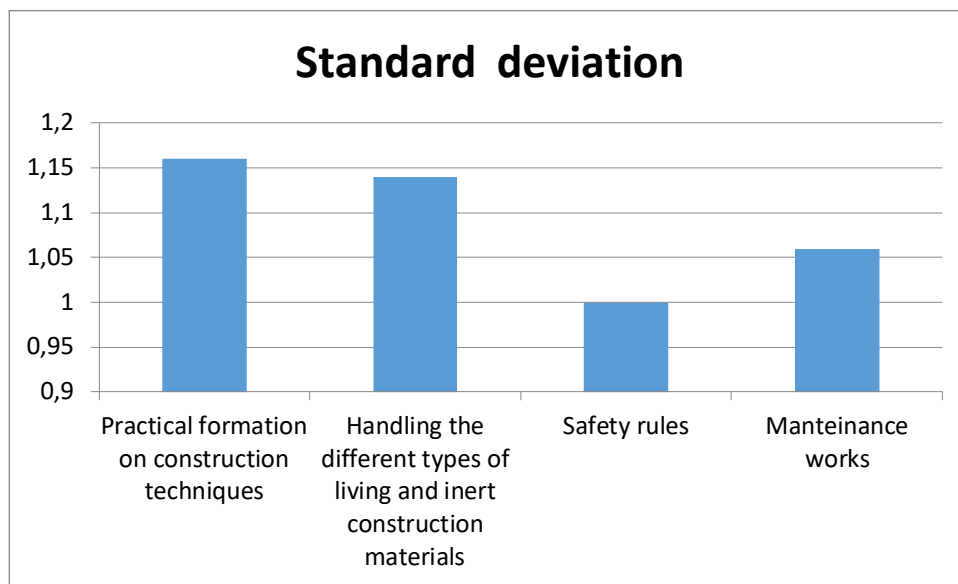 Standard deviation
1,2
1,15
1,1
1,05
1
0,95
0,9
Practical formation
on construction
techniques
Handling the
different types of
living and inert
construction
materials
Safety rules
Manteinance
works